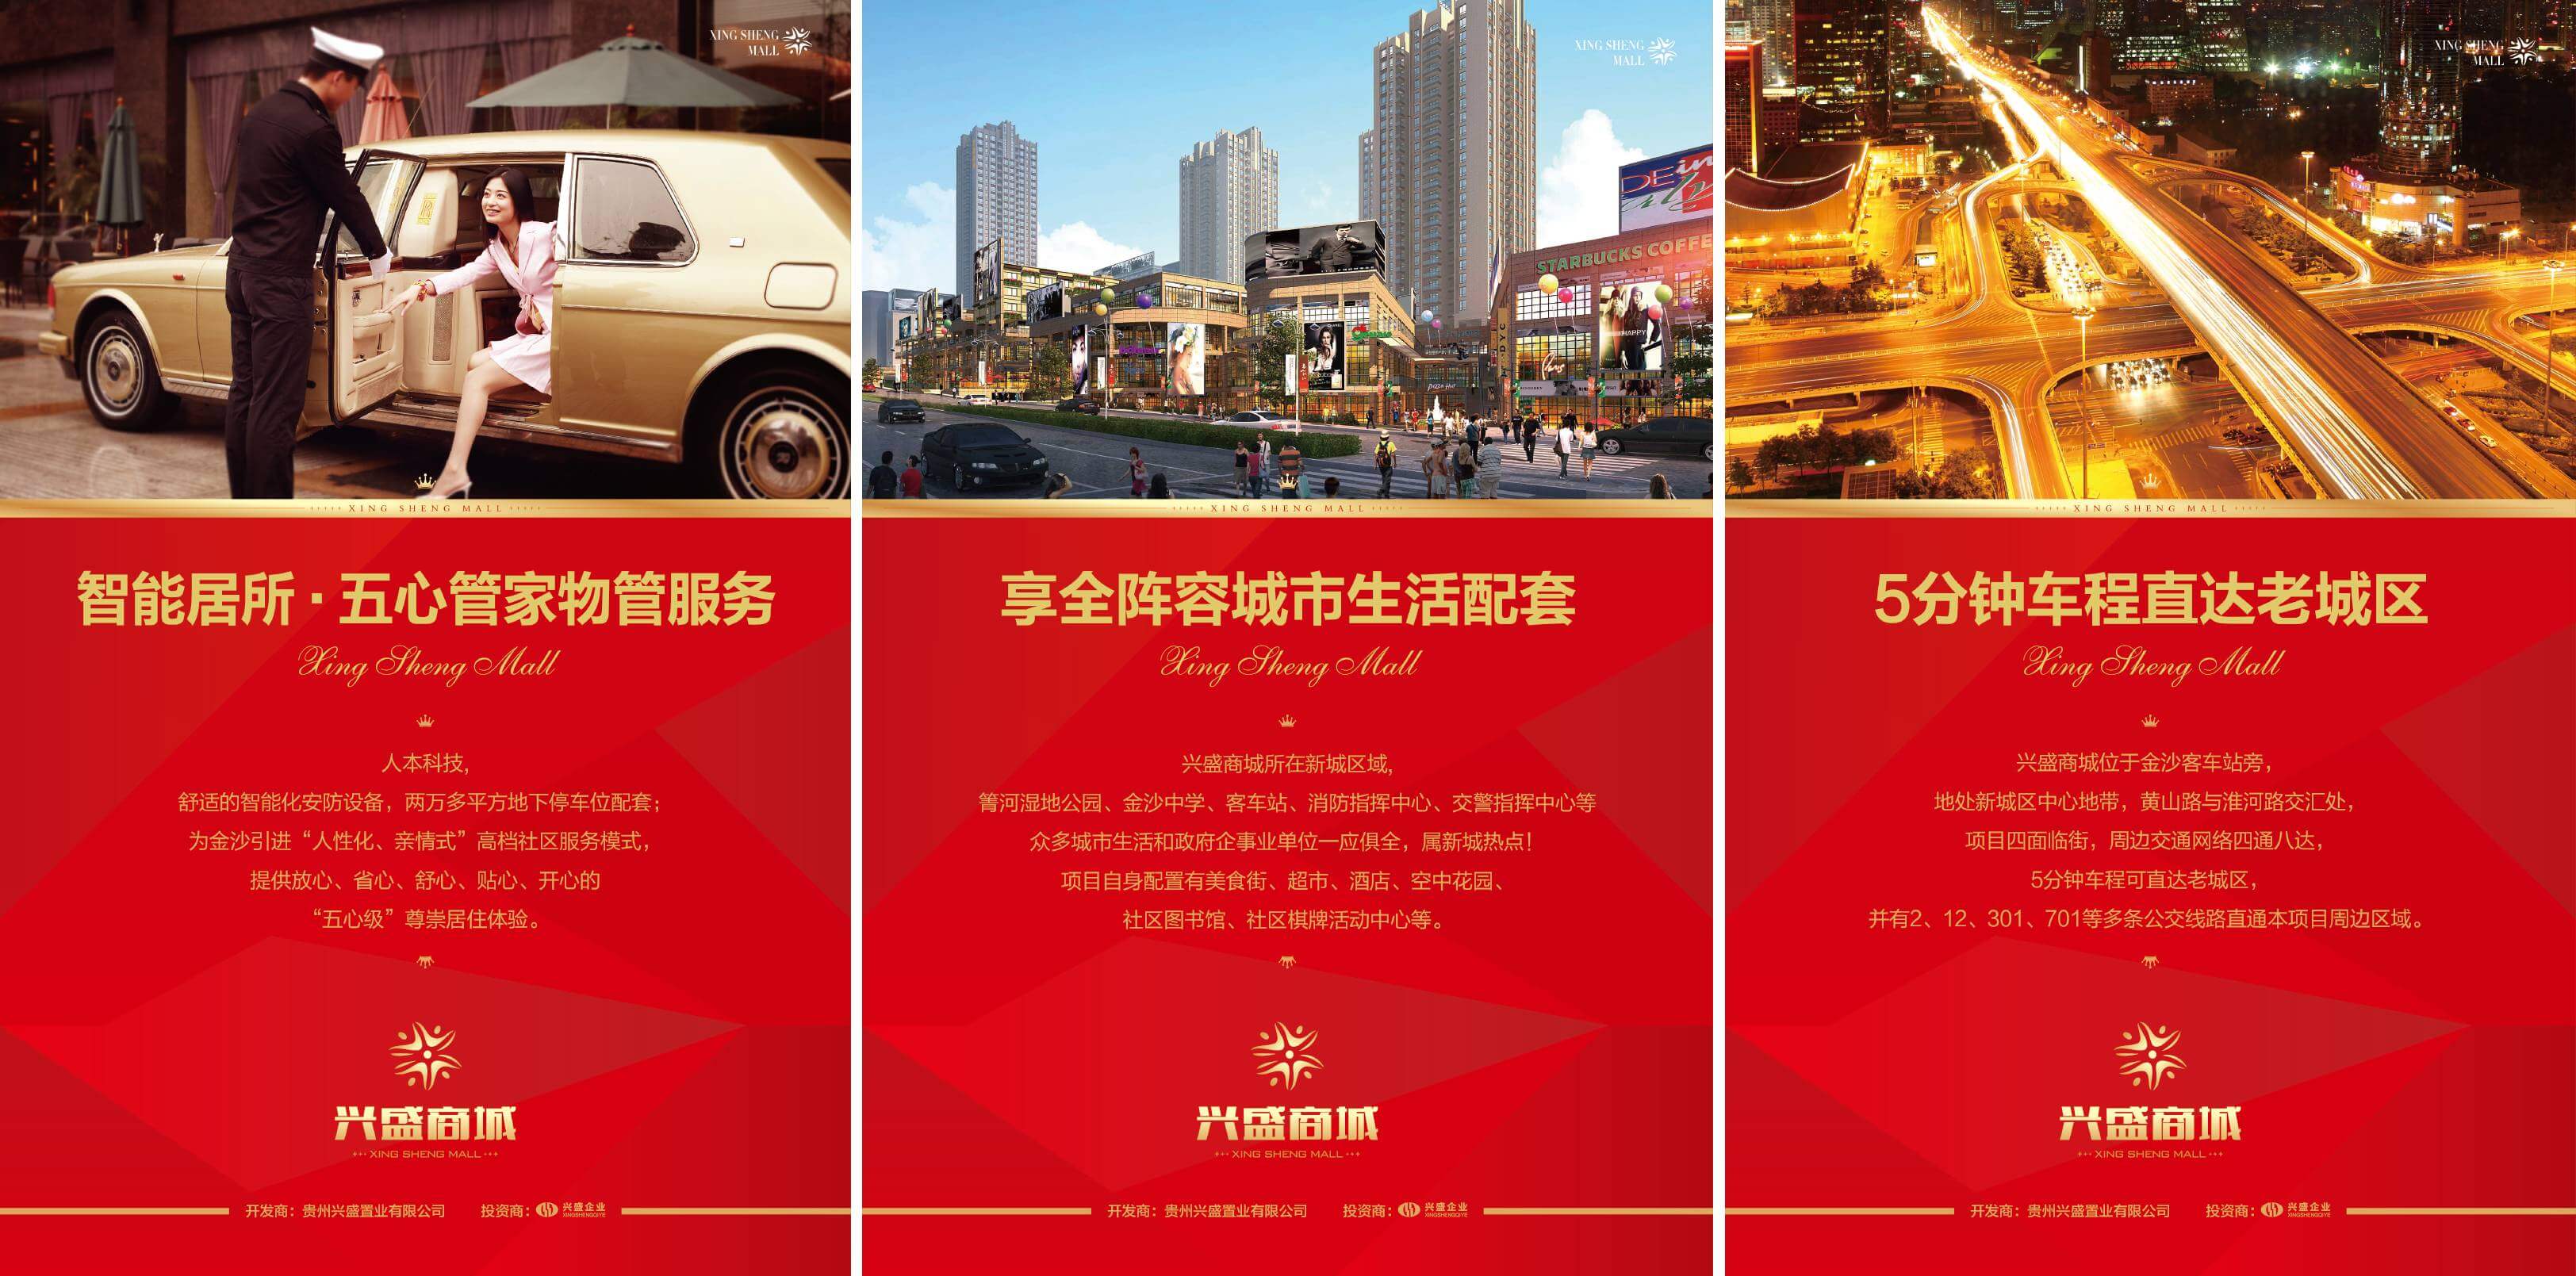 XING SHENG
MALL
XING SHENG MALL
智能居所·五心管家物管服务
Xing Sheng Mall
人本科技,
舒适的智能化安防设备，两万多平方地下停车位配套；
为金沙引进“人性化、亲情式”高档社区服务模式，
提供放心、省心、舒心、贴心、开心的
“五心级”尊崇居住体验。
兴盛商城
XING SHENG MALL
开发商：贵州兴盛置业有限公司 投资商：兴盛企业
XINGSHENGQIYE
XING SHENG
MALL
STARBUCKS COFFE
HAPPY
XING SHENG MALL
享全阵容城市生活配套
Xing Sheng Mall
兴盛商城所在新城区域,
箐河湿地公园、金沙中学、客车站、消防指挥中心、交警指挥中心等
众多城市生活和政府企事业单位一应俱全，属新城热点！
项目自身配置有美食街、超市、酒店、空中花园、
社区图书馆、社区棋牌活动中心等。
兴盛商城
XING SHENG MALL
开发商：贵州兴盛置业有限公司 投资商：兴盛企业
XINGSHENGQIYE
XING SHENG
MALL
XING SHENG MALL
5分钟车程直达老城区
Xing Sheng Mall
兴盛商城位于金沙客车站旁，
地处新城区中心地带，黄山路与淮河路交汇处，
项目四面临街，周边交通网络四通八达，
5分钟车程可直达老城区，
并有2、12、301、701等多条公交线路直通本项目周边区域。
兴盛商城
XING SHENG MALL
开发商：贵州兴盛置业有限公司 投资商：兴盛企业
XINGSHENGQIYE